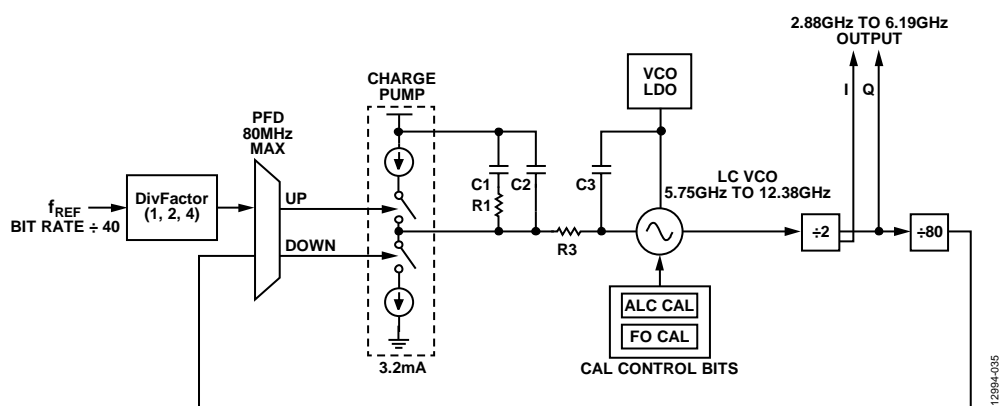 2.88GHz TO 6.19GHz
OUTPUT
I
Q
CHARGE
PUMP
VCO
LDO
PFD
80MHz
MAX
LC VCO
5.75GHz TO 12.38GHz
C1
C2
C3
R1
fREF
BIT RATE ÷ 40
DivFactor
(1, 2, 4)
UP
DOWN
R3
÷2
÷80
ALC CAL
FO CAL
CAL CONTROL BITS
3.2mA
12994-035